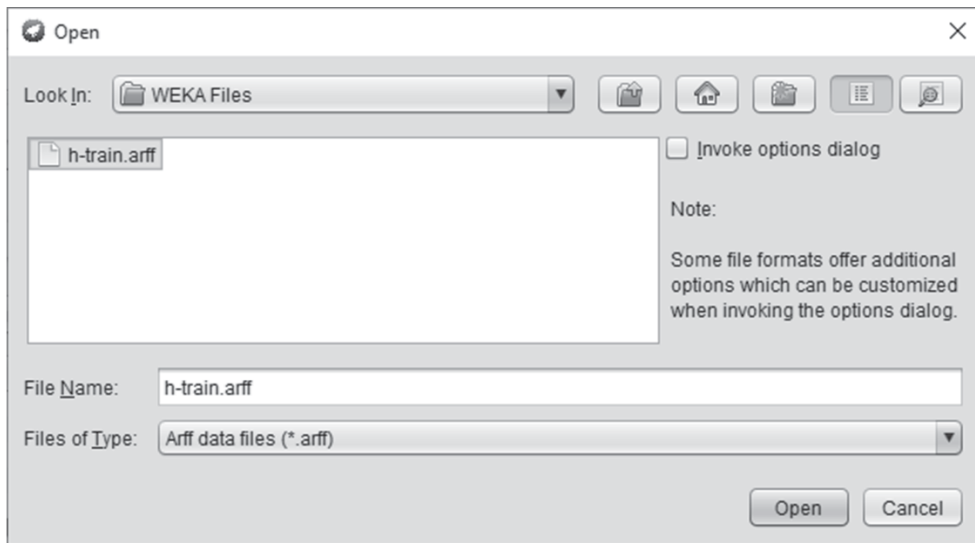 Open
Look In: WEKA Files
h-train.arff
Invoke options dialog
Note:
Some file formats offer additional
options which can be customized
when invoking the options dialog.
File Name: h-train.arff
Files of Type: Arff data files (*.arff)
Open Cancel